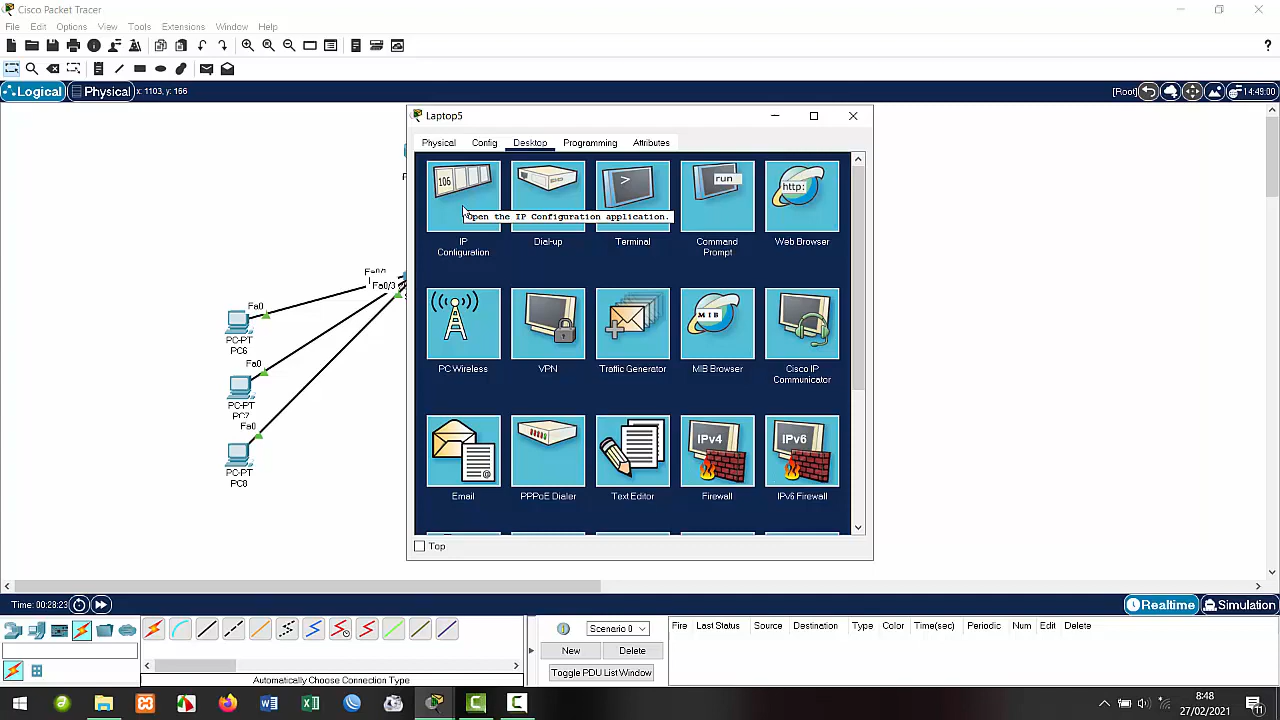 Cisco Packet Tracer
File Edit Options View Tools Extensions Window Help
?
Logical Physical x: 1103, y: 166 [Root] 14:49:00
Laptop5
Physical Config Desktop Programming Attributes
106 > run http:
Open the IP Configuration application.
IP Configuration
Dial-up
Terminal
Command Prompt
Web Browser
MIB
PC Wireless
VPN
Traffic Generator
MIB Browser
Cisco IP Communicator
IPv4 IPv6
@
Email
PPPoE Dialer
Text Editor
Firewall
IPv6 Firewall
Top
Fa0/3
Fa0
PC-PT
PC6
Fa0
PC-PT
PC7
Fa0
PC-PT
PC8
Time: 00:28:23 Realtime Simulation
Scenario 0
New Delete
Toggle PDU List Window
Fire Last Status Source Destination Type Color Time(sec) Periodic Num Edit Delete
Automatically Choose Connection Type
8:48
27/02/2021
11